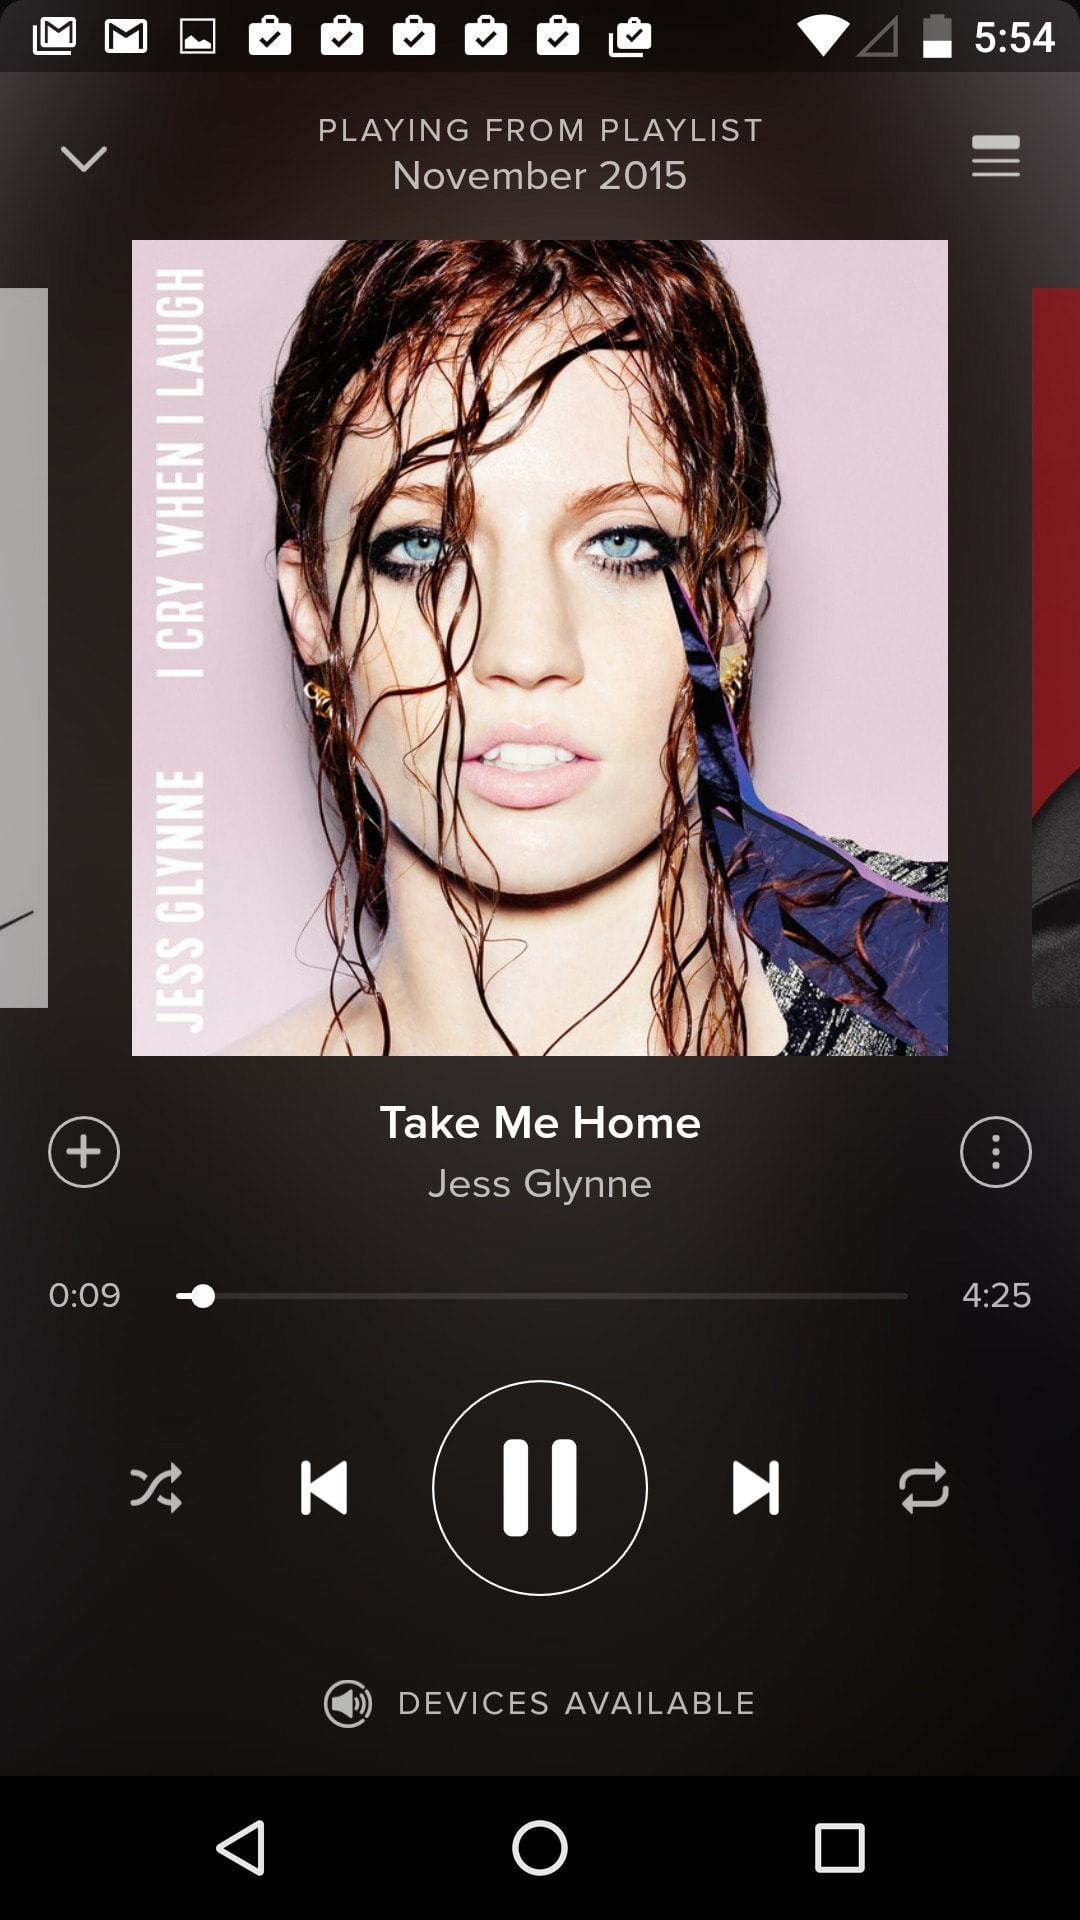 5:54
PLAYING FROM PLAYLIST
November 2015
JESS GLYNNE I CRY WHEN I LAUGH
Take Me Home
Jess Glynne
0:09
4:25
DEVICES AVAILABLE